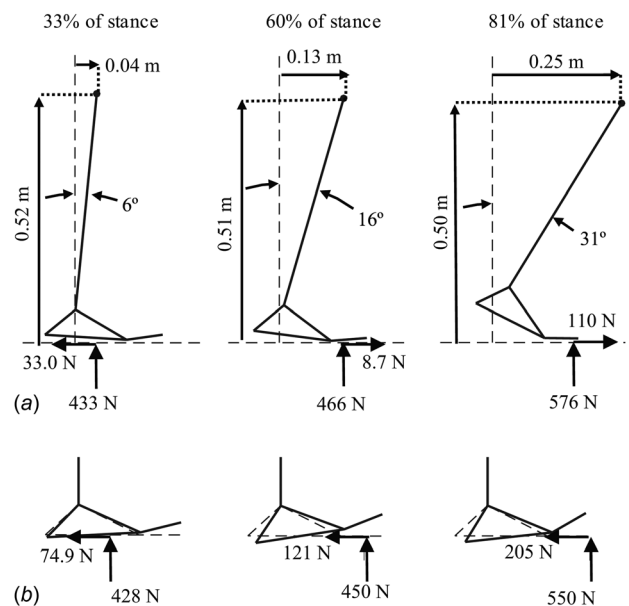 33% of stance
60% of stance
81% of stance
0.04 m
0.13 m
0.25 m
0.52 m
6º
0.51 m
16º
0.50 m
31º
33.0 N
433 N
8.7 N
466 N
110 N
576 N
(a)
74.9 N
428 N
121 N
450 N
205 N
550 N
(b)